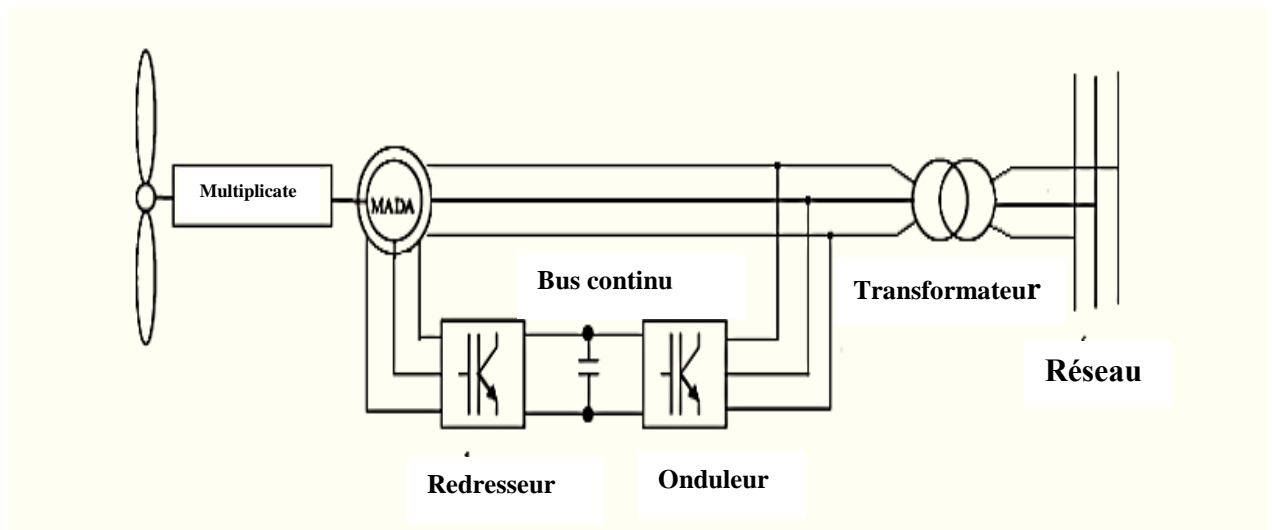 Multiplicate
MADA
Bus continu
Transformateur
Réseau
Redresseur
Onduleur